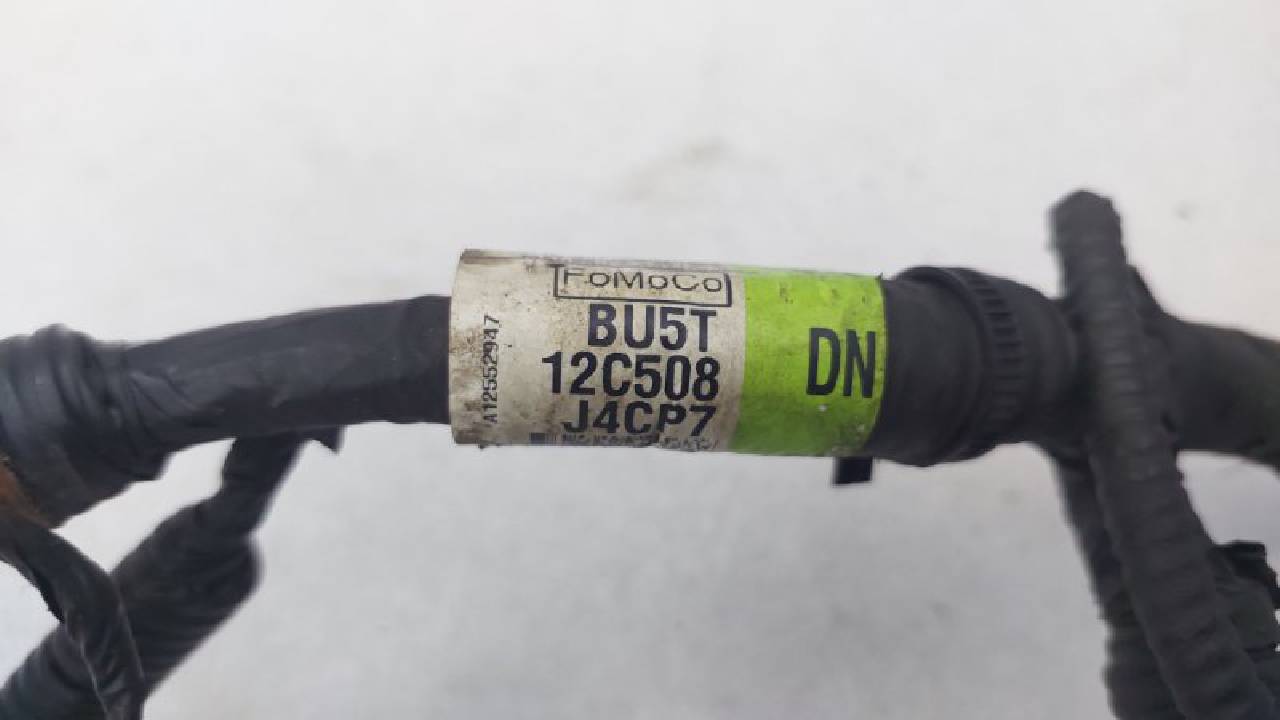 FoMoCo
BU5T
12C508
J4CP7
A12552947
DN